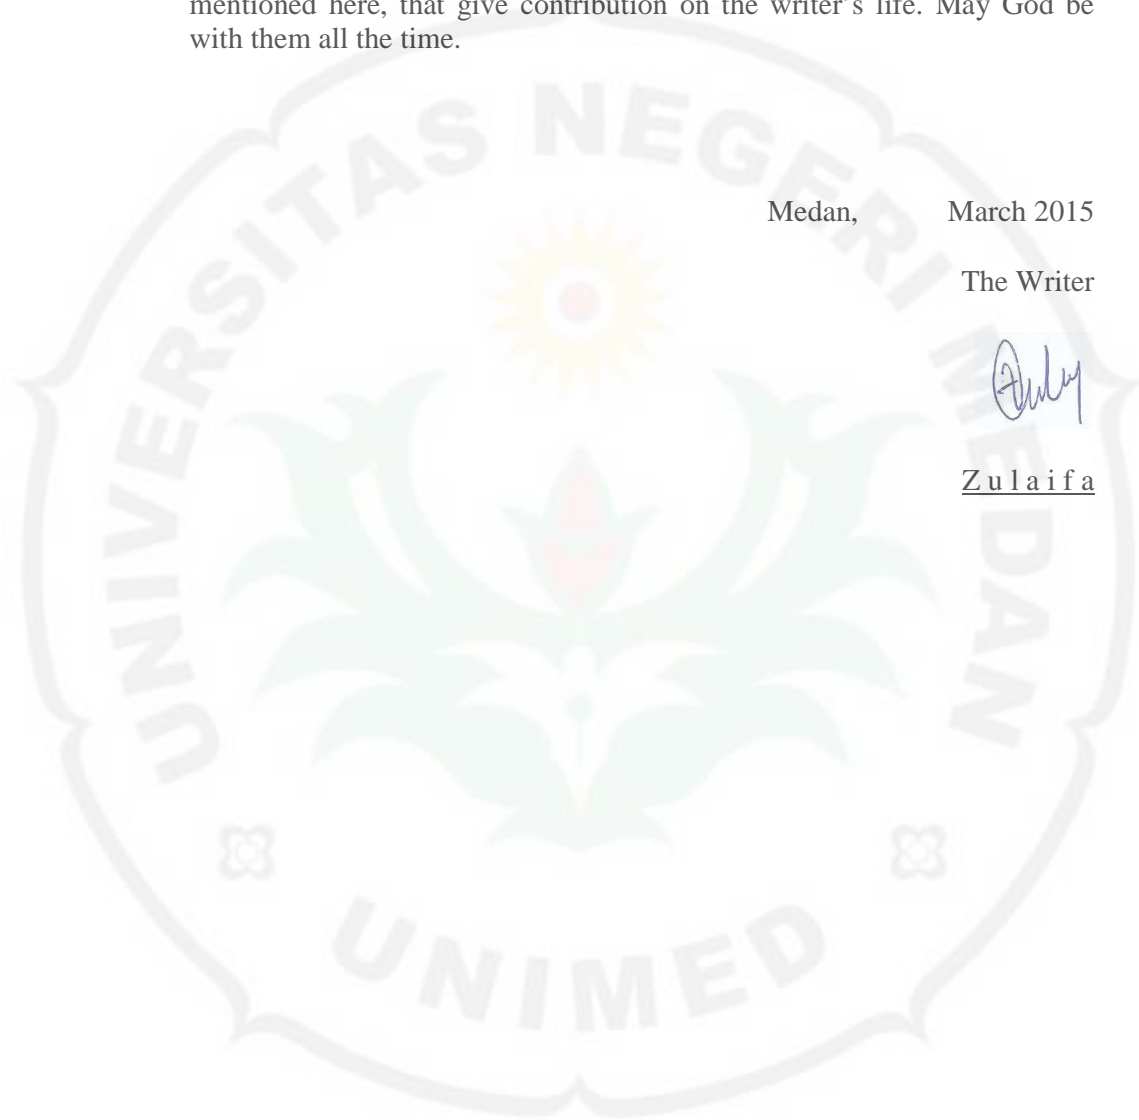 mentioned here, that give contribution on the writer's life. May God be
with them all the time.
UNIVERSITAS NEGERI MEDAN
Medan, March 2015
The Writer
Zulaifa
UNIMED